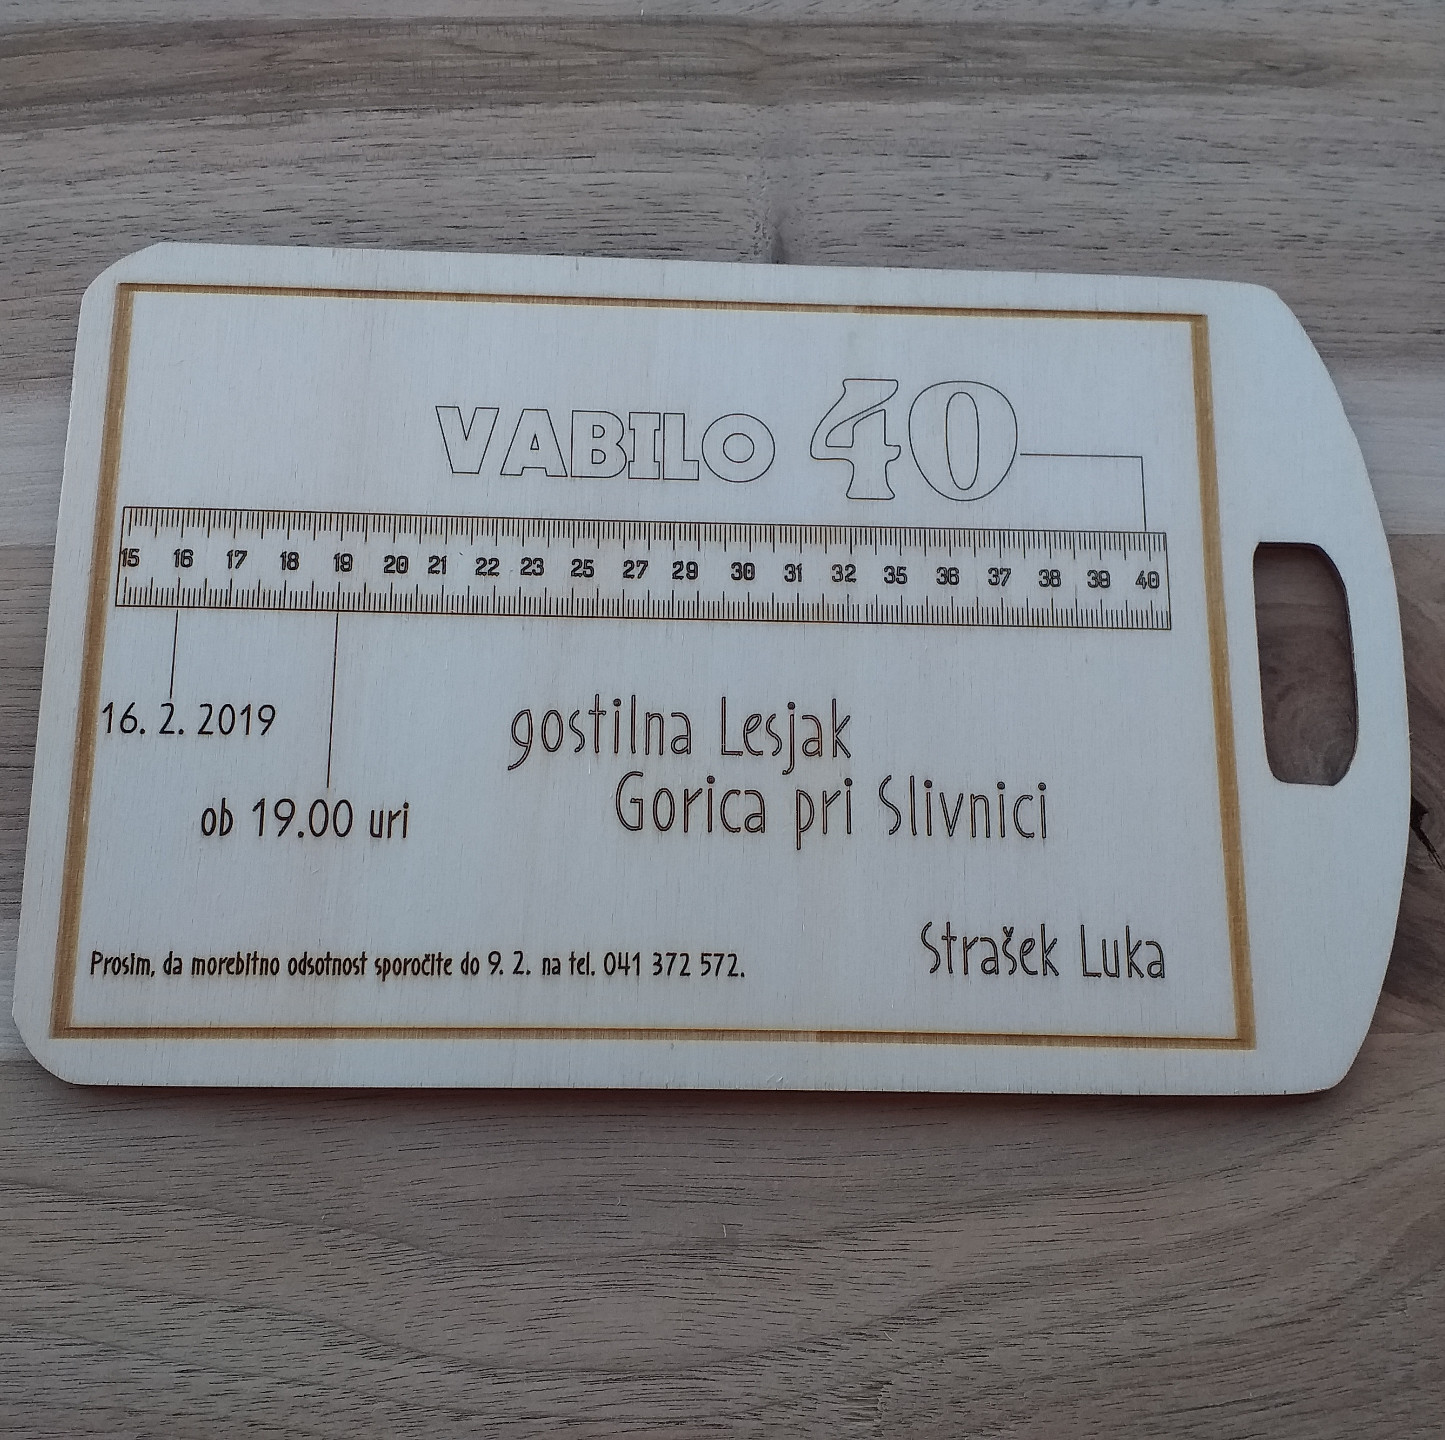 VABILO 40
15 16 17 18 19 20 21 22 23 25 27 29 30 31 32 35 36 37 38 39 40
16. 2. 2019
gostilna Lesjak
ob 19.00 uri
Gorica pri Slivnici
Strašek Luka
Prosim, da morebitno odsotnost sporočite do 9. 2. na tel. 041 372 572.